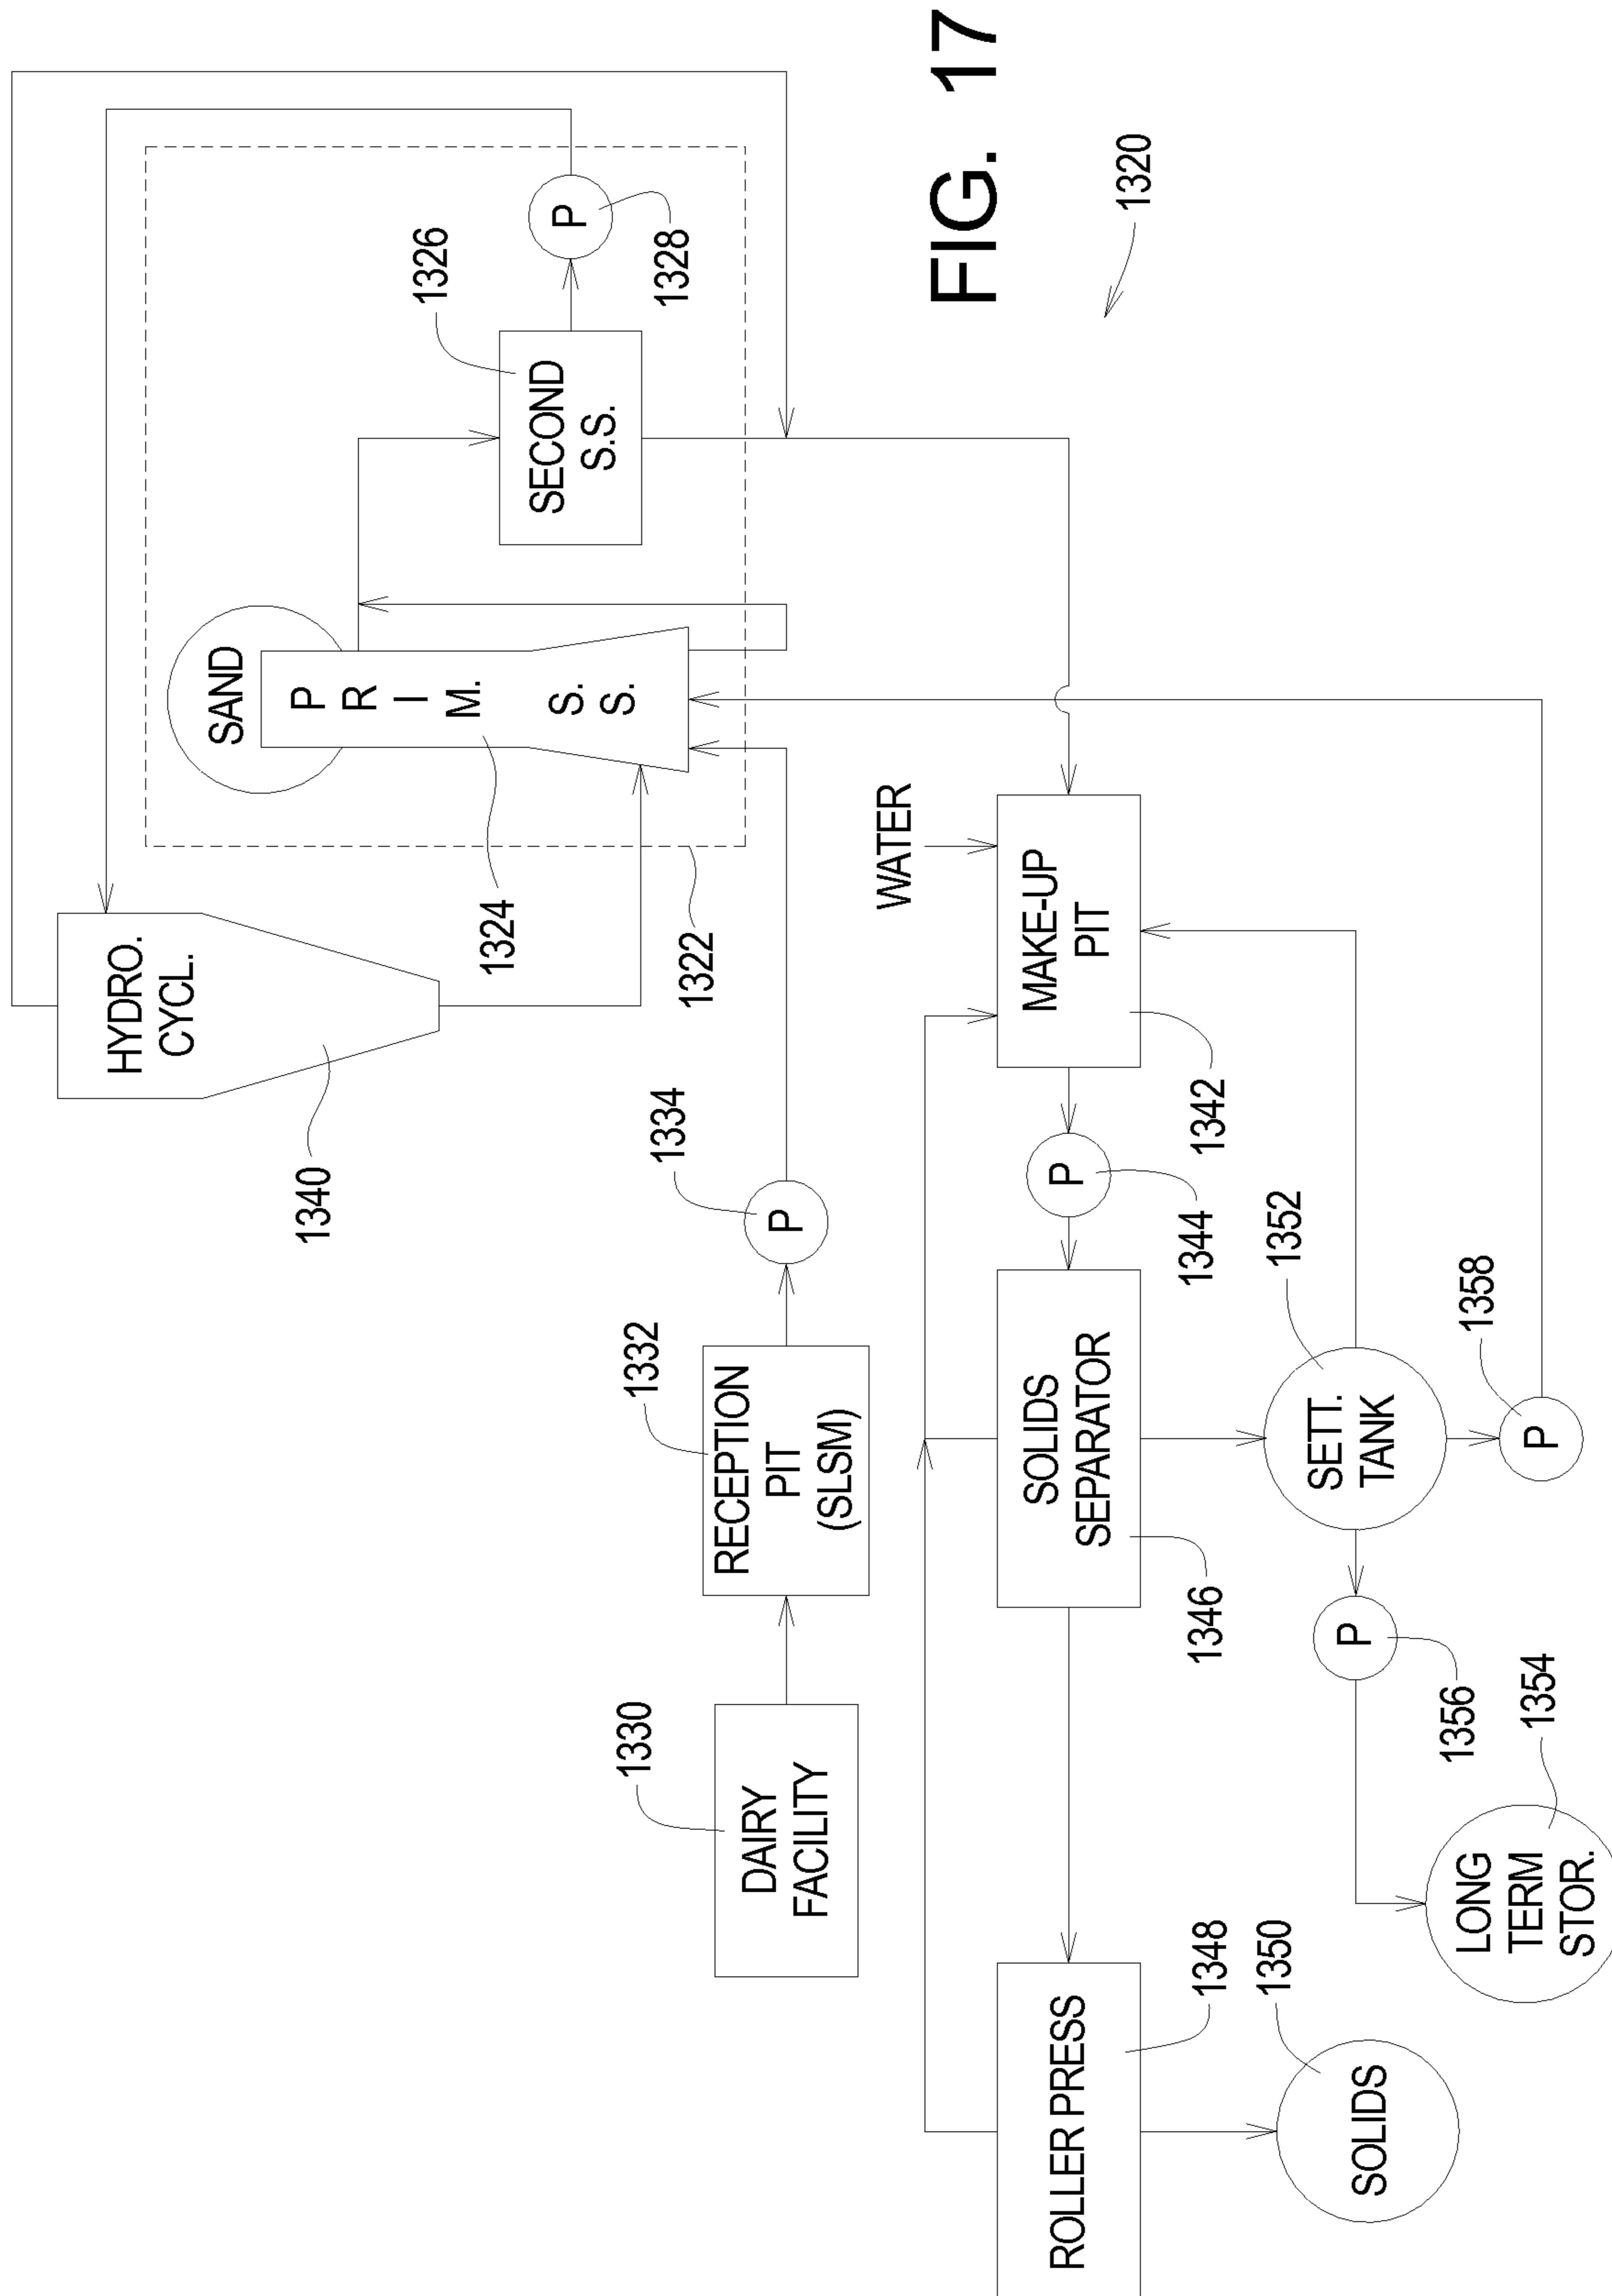 HYDRO.
CYCL.
1340
SAND
P
R
I
M.
S.
S.
1324
1322
SECOND
S.S.
1326
P
1328
DAIRY
FACILITY
1330
RECEPTION
PIT
(SLSM)
1332
P
1334
WATER
ROLLER PRESS
1348
SOLIDS
1350
SOLIDS
SEPARATOR
1346
P
1344
MAKE-UP
PIT
1342
SETT.
TANK
1352
P
1356
LONG
TERM
STOR.
1354
P
1358
FIG. 17
1320